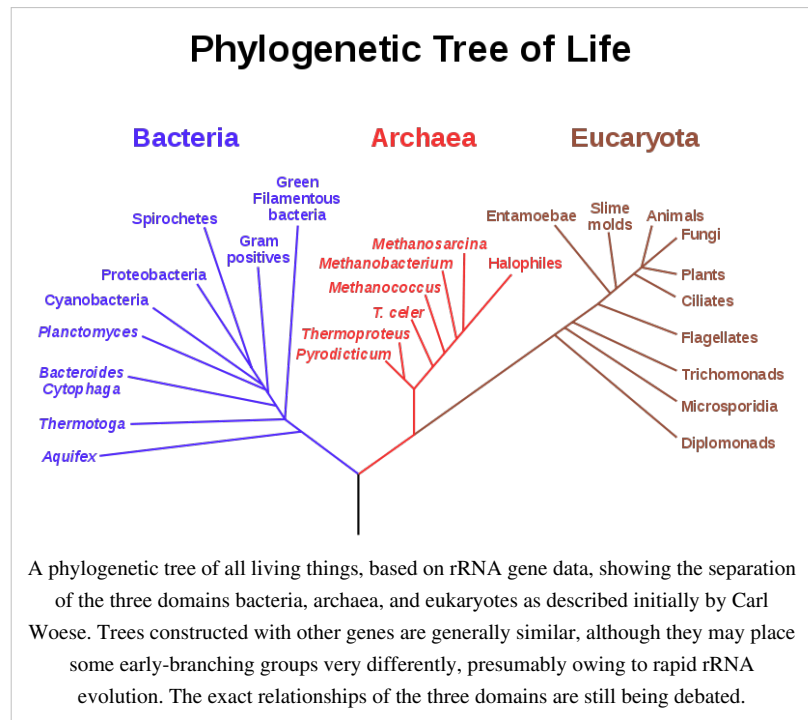 Phylogenetic Tree of Life
Bacteria
Archaea
Eucaryota
Green
Filamentous
bacteria
Spirochetes
Gram
positives
Proteobacteria
Cyanobacteria
Planctomyces
Bacteroides
Cytophaga
Thermotoga
Aquifex
Methanosarcina
Methanobacterium
Halophiles
Methanococcus
T. celer
Thermoproteus
Pyrodicticum
Entamoebae
Slime
molds
Animals
Fungi
Plants
Ciliates
Flagellates
Trichomonads
Microsporidia
Diplomonads
A phylogenetic tree of all living things, based on rRNA gene data, showing the separation
of the three domains bacteria, archaea, and eukaryotes as described initially by Carl
Woese. Trees constructed with other genes are generally similar, although they may place
some early-branching groups very differently, presumably owing to rapid rRNA
evolution. The exact relationships of the three domains are still being debated.